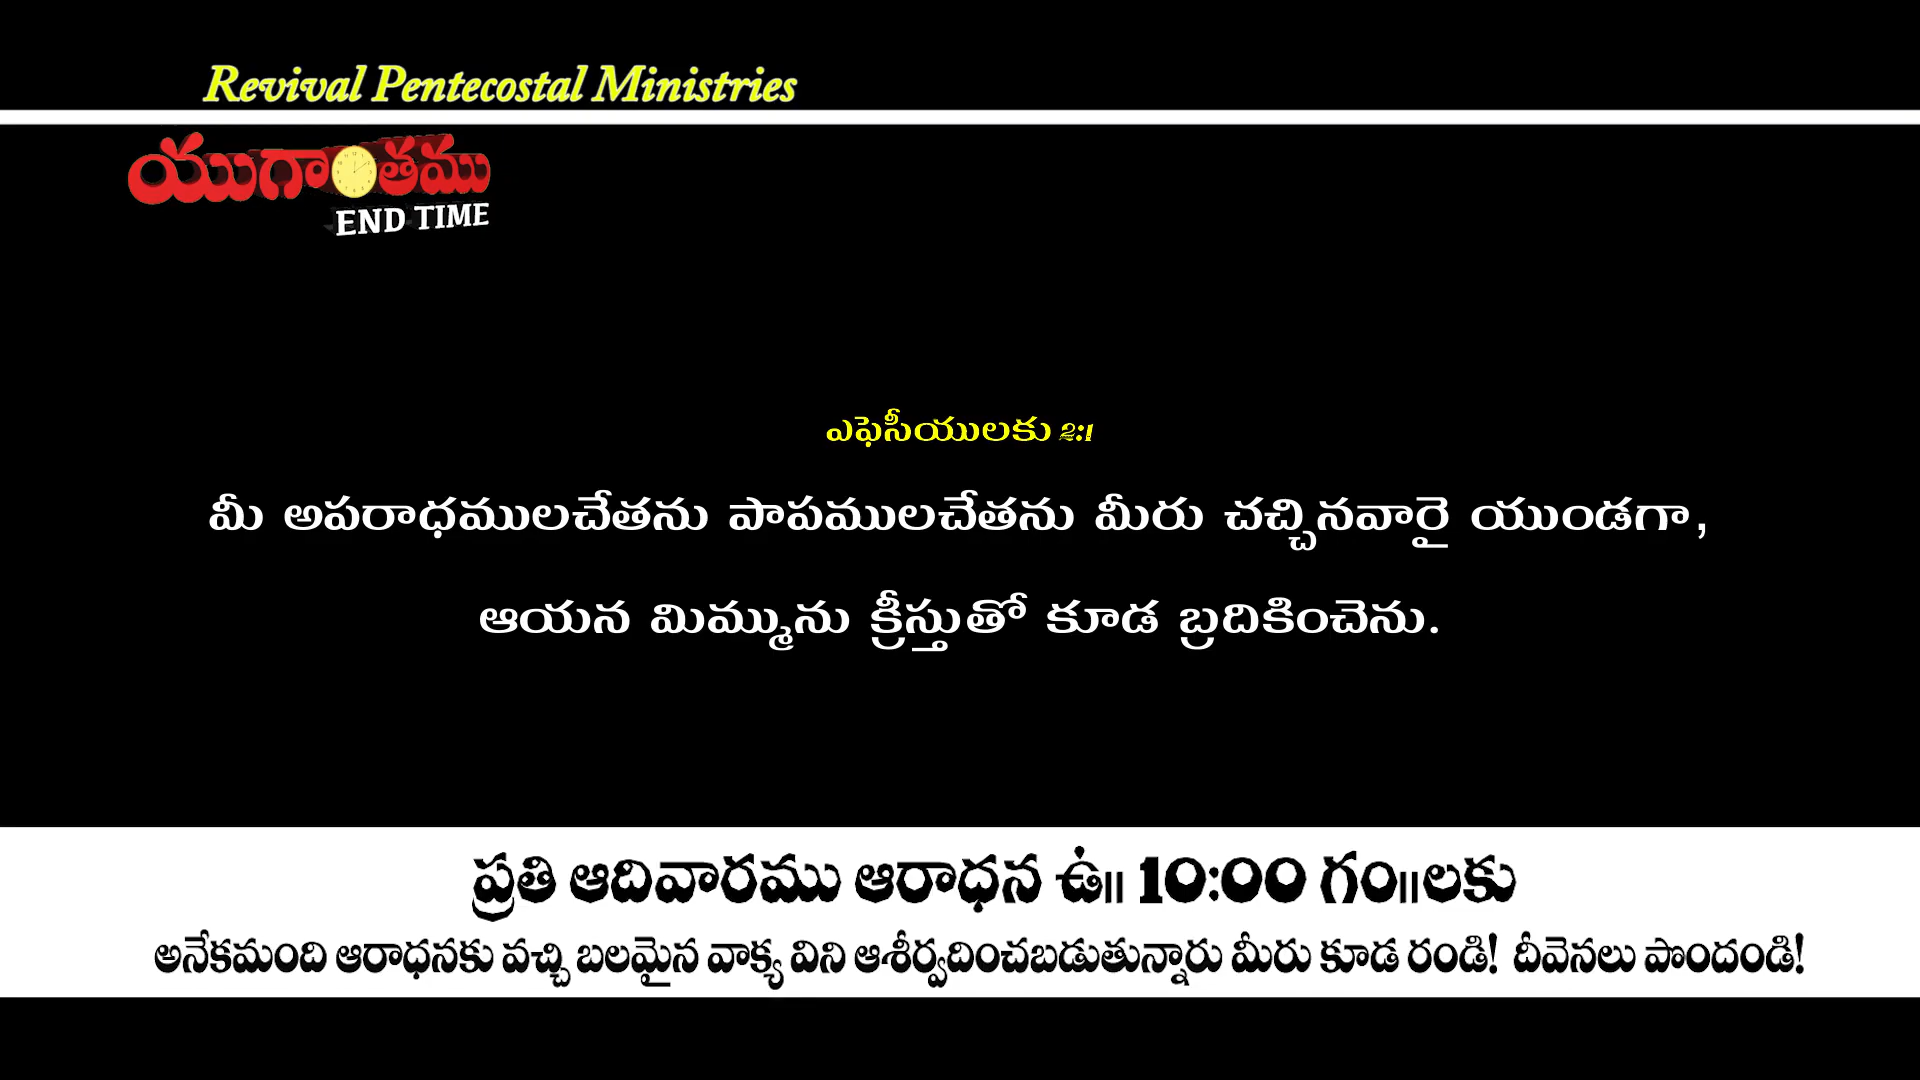 Revival Pentecostal Ministries
యుగాంతము
END TIME
ఎఫెసీయులకు 2:1
మీ అపరాధములచేతను పాపములచేతను మీరు చచ్చినవారై యుండగా,
ఆయన మిమ్మును క్రీస్తుతో కూడ బ్రదికించెను.
ప్రతి ఆదివారము ఆరాధన ఉ॥ 10:00 గం॥లకు
అనేకమంది ఆరాధనకు వచ్చి బలమైన వాక్య విని ఆశీర్వదించబడుతున్నారు మీరు కూడ రండి! దీవెనలు పొందండి!